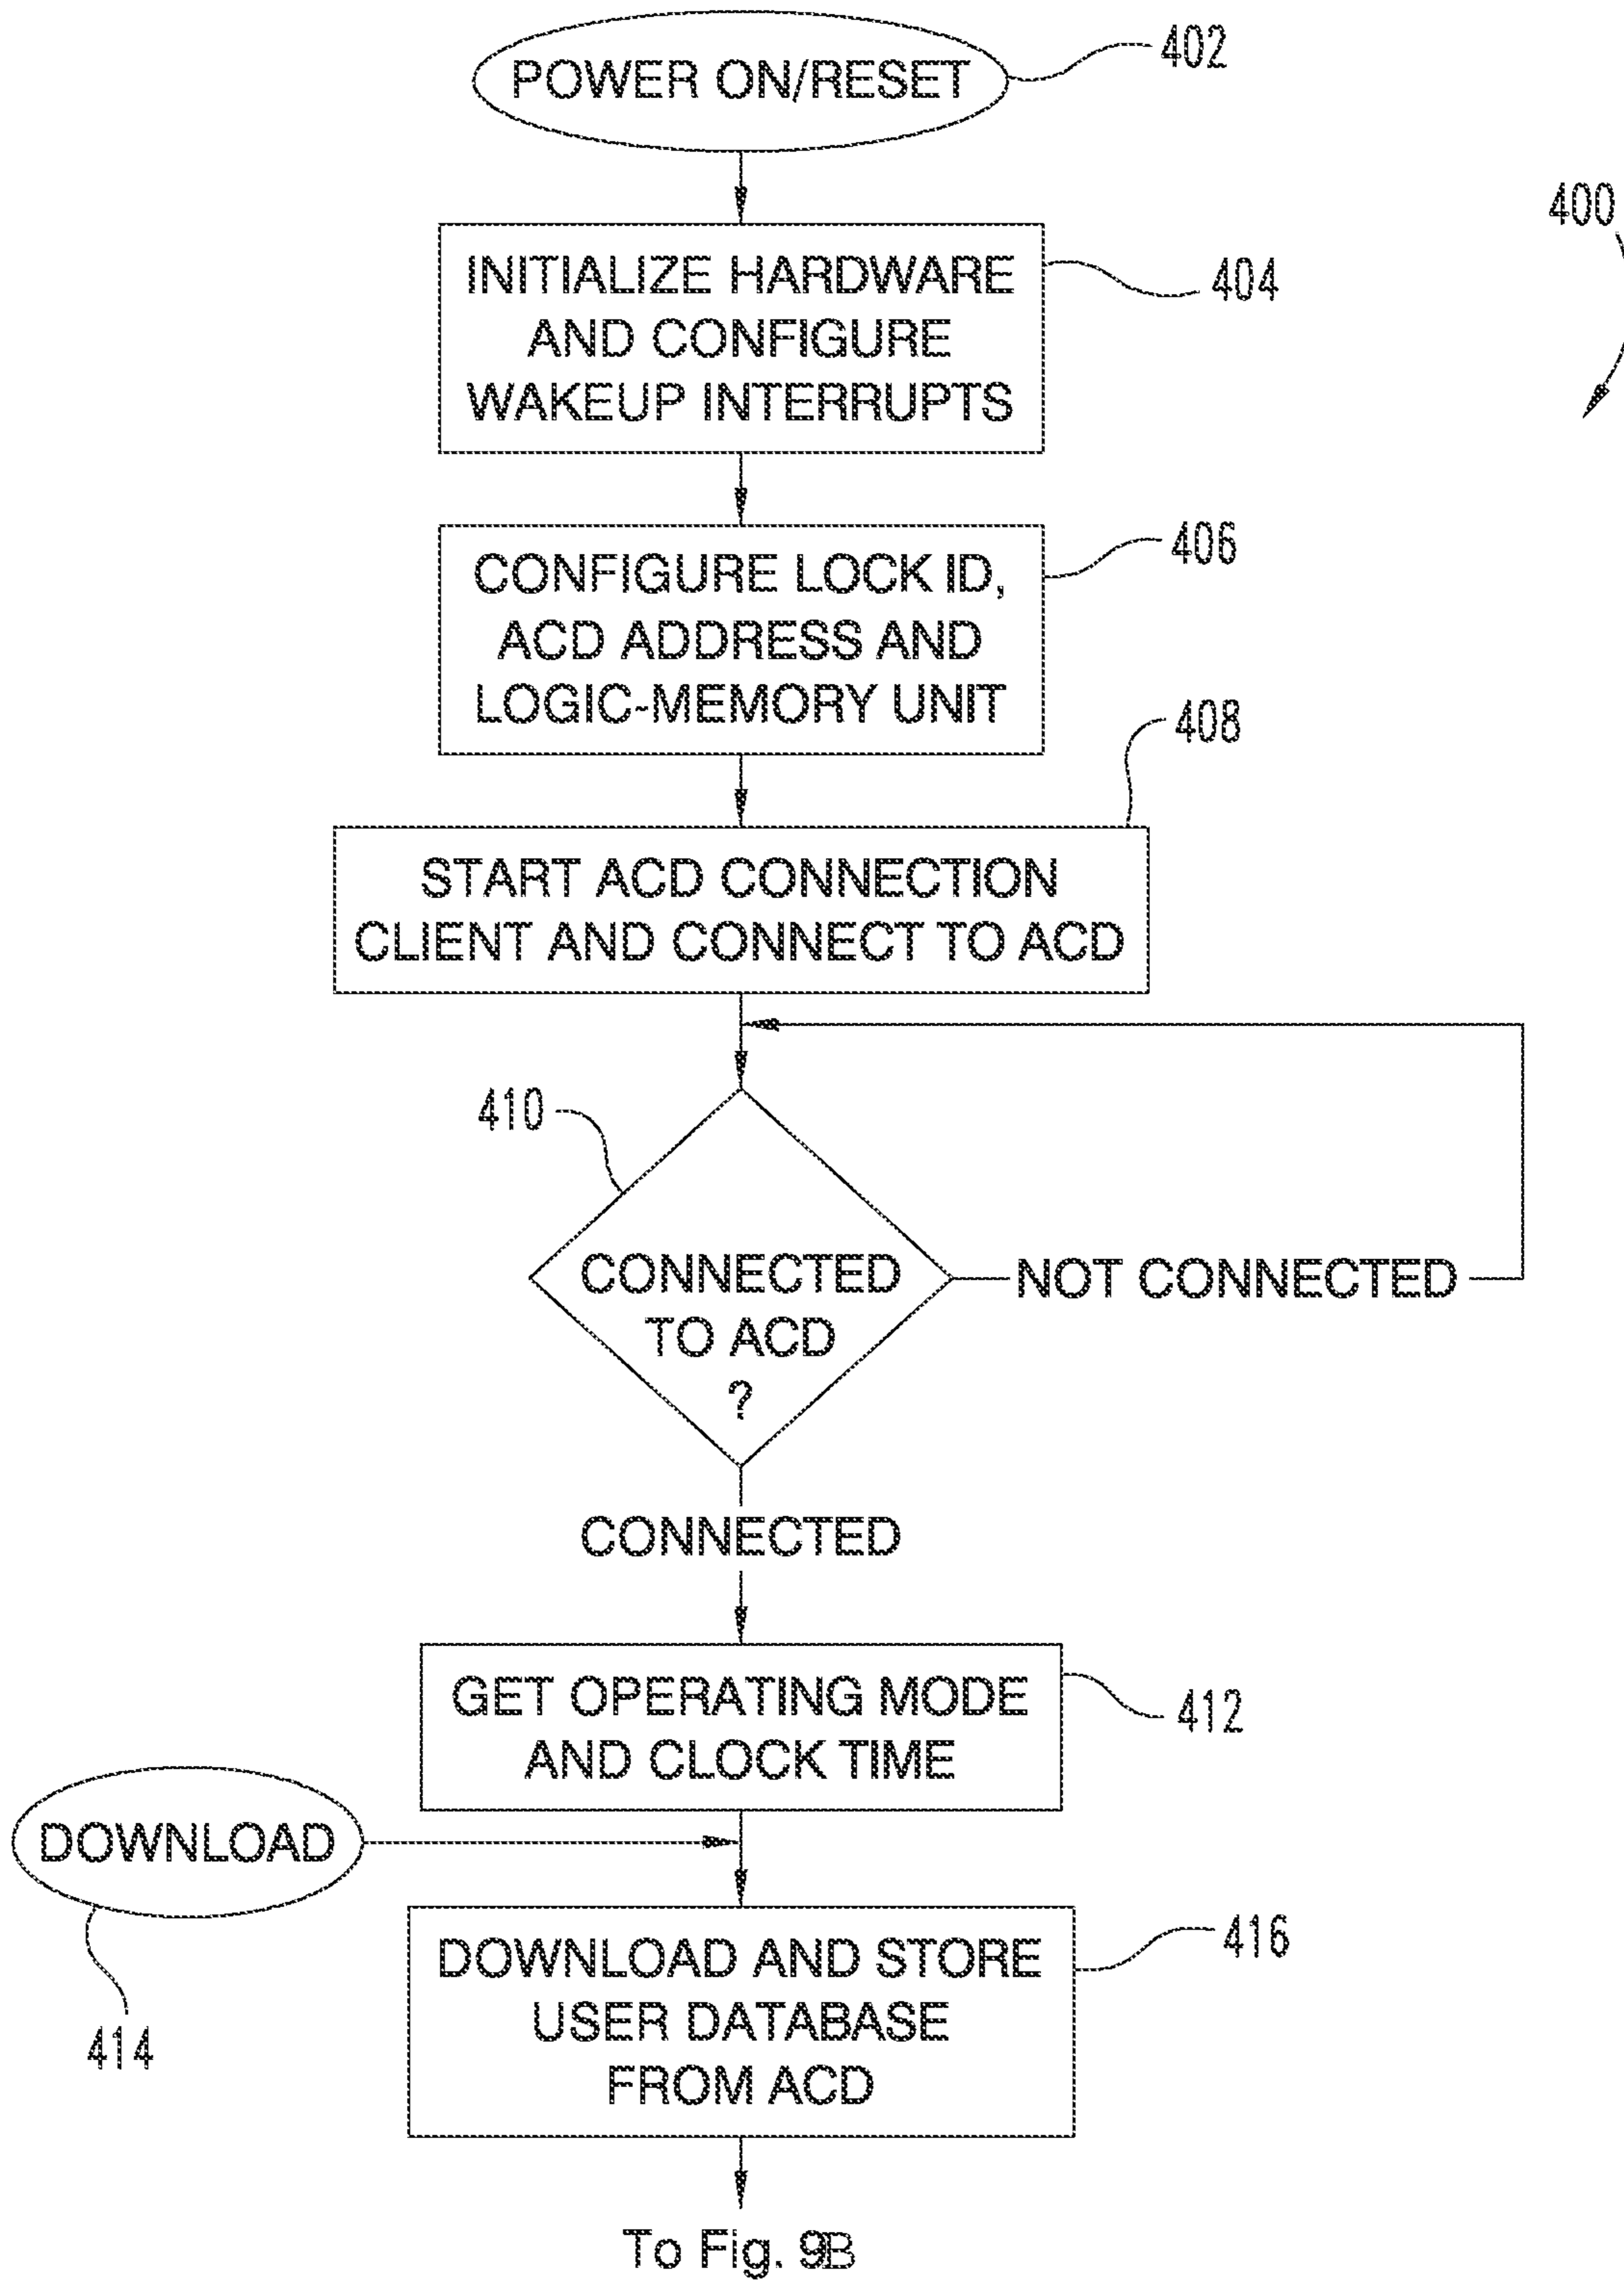 POWER ON/RESET
402
400
INITIALIZE HARDWARE
AND CONFIGURE
WAKEUP INTERRUPTS
404
CONFIGURE LOCK ID,
ACD ADDRESS AND
LOGIC-MEMORY UNIT
406
408
START ACD CONNECTION
CLIENT AND CONNECT TO ACD
410
CONNECTED
TO ACD
?
NOT CONNECTED
CONNECTED
GET OPERATING MODE
AND CLOCK TIME
412
DOWNLOAD
414
DOWNLOAD AND STORE
USER DATABASE
FROM ACD
416
To Fig. 9B